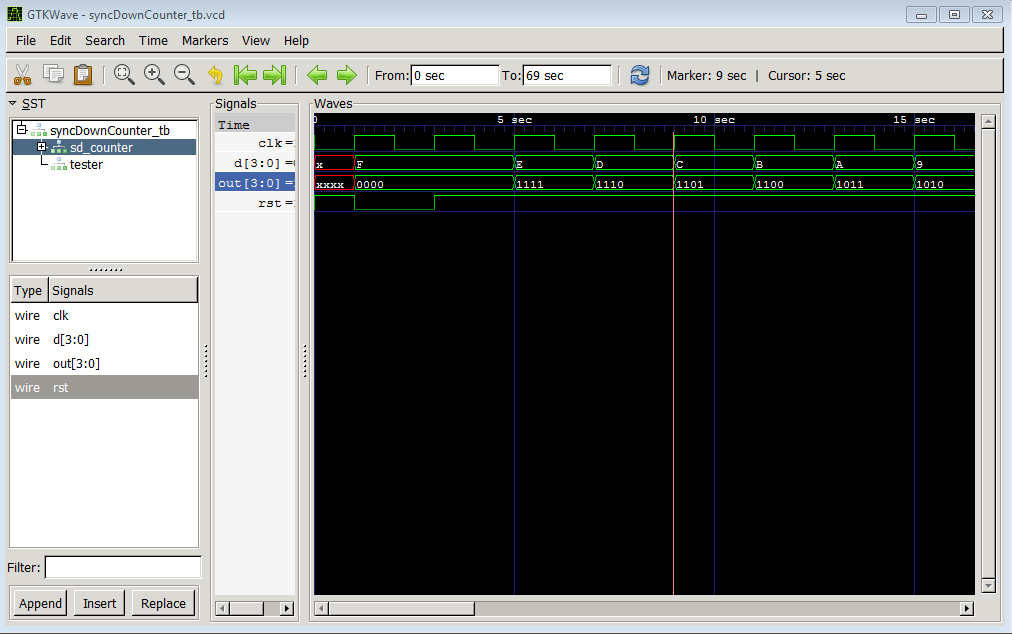 GTKWave - syncDownCounter_tb.vcd
File Edit Search Time Markers View Help
From: 0 sec To: 69 sec Marker: 9 sec | Cursor: 5 sec
SST
syncDownCounter_tb
sd_counter
tester
Type Signals
wire clk
wire d[3:0]
wire out[3:0]
wire rst
Filter:
Append Insert Replace
Signals
Time
clk =
d[3:0] =
out[3:0] =
rst =
Waves
0 5 sec 10 sec 15 sec
x F E D C B A 9
xxxx 0000 1111 1110 1101 1100 1011 1010